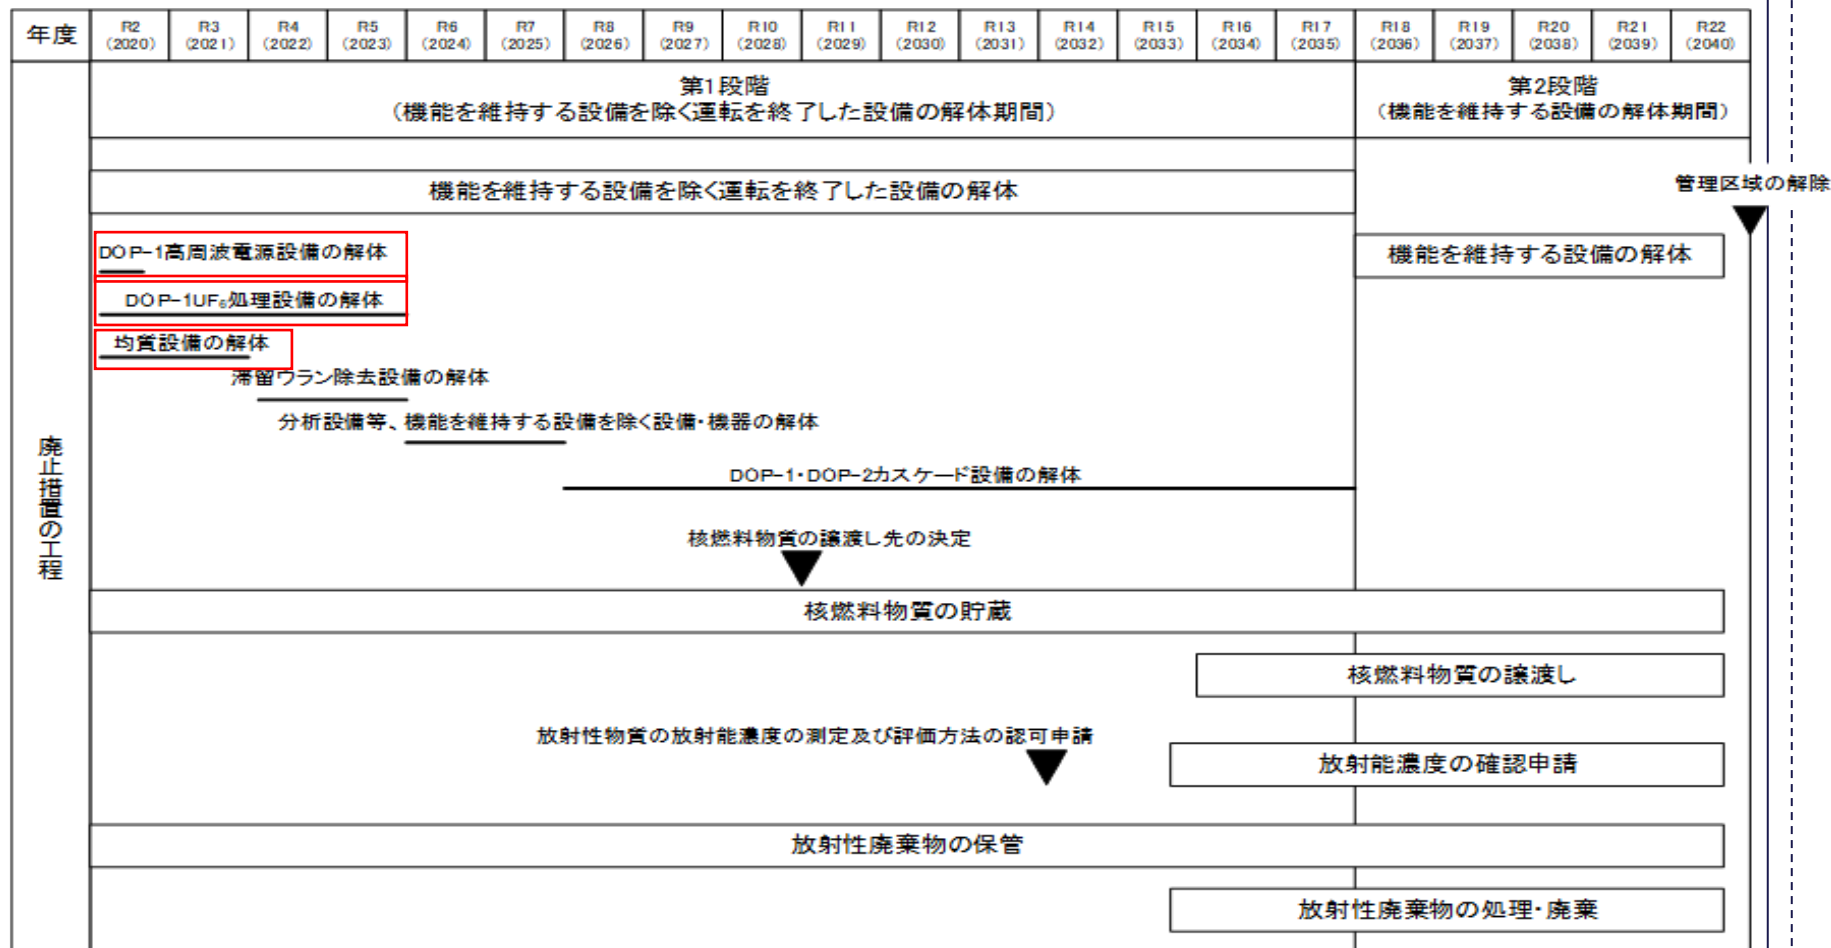 年度
R2
(2020)
R3
(2021)
R4
(2022)
R5
(2023)
R6
(2024)
R7
(2025)
R8
(2026)
R9
(2027)
R10
(2028)
R11
(2029)
R12
(2030)
R13
(2031)
R14
(2032)
R15
(2033)
R16
(2034)
R17
(2035)
R18
(2036)
R19
(2037)
R20
(2038)
R21
(2039)
R22
(2040)
廃止措置の工程
第1段階
(機能を維持する設備を除く運転を終了した設備の解体期間)
第2段階
(機能を維持する設備の解体期間)
機能を維持する設備を除く運転を終了した設備の解体
管理区域の解除
DOP-1高周波電源設備の解体
機能を維持する設備の解体
DOP-1UF₆処理設備の解体
均質設備の解体
滞留ウラン除去設備の解体
分析設備等、機能を維持する設備を除く設備・機器の解体
DOP-1・DOP-2カスケード設備の解体
核燃料物質の譲渡し先の決定
核燃料物質の貯蔵
核燃料物質の譲渡し
放射性物質の放射能濃度の測定及び評価方法の認可申請
放射能濃度の確認申請
放射性廃棄物の保管
放射性廃棄物の処理・廃棄